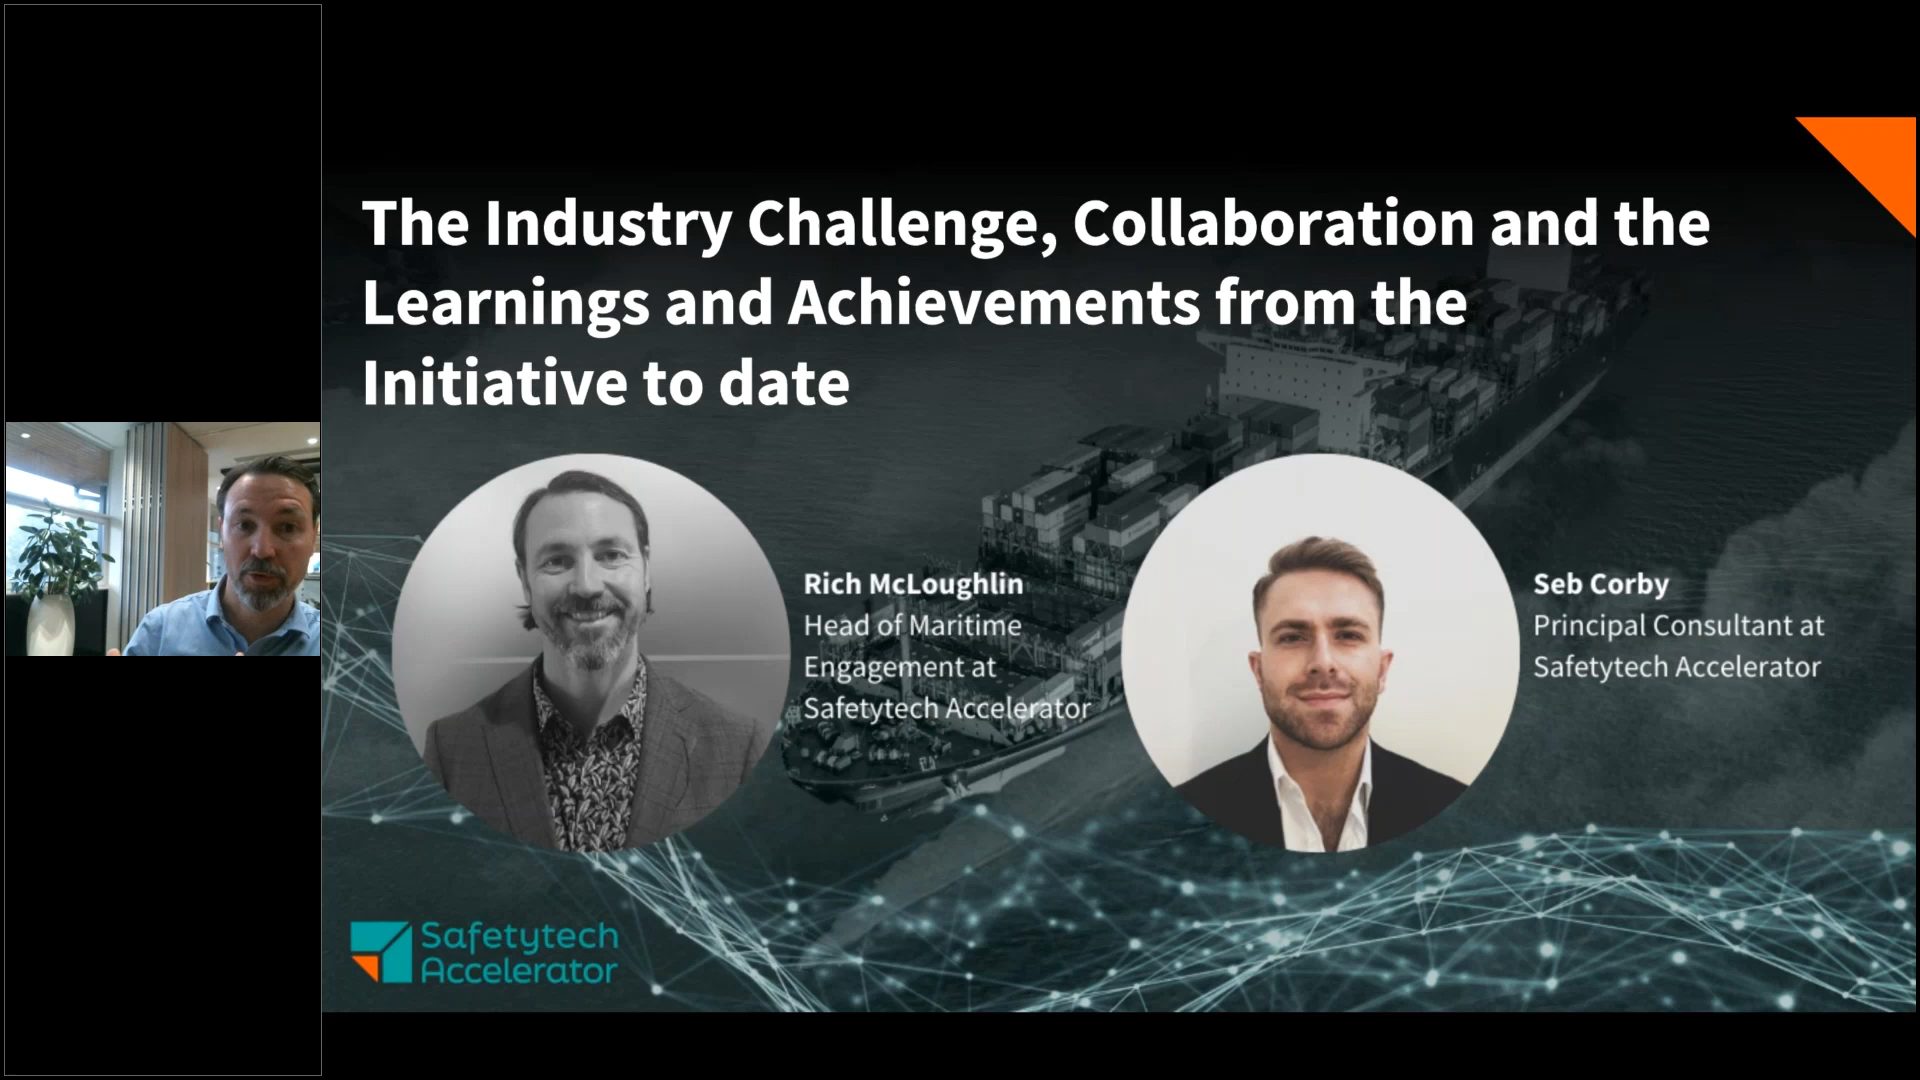 The Industry Challenge, Collaboration and the
Learnings and Achievements from the
Initiative to date
Rich McLoughlin
Head of Maritime
Engagement at
Safetytech Accelerator
Seb Corby
Principal Consultant at
Safetytech Accelerator
Safetytech
Accelerator